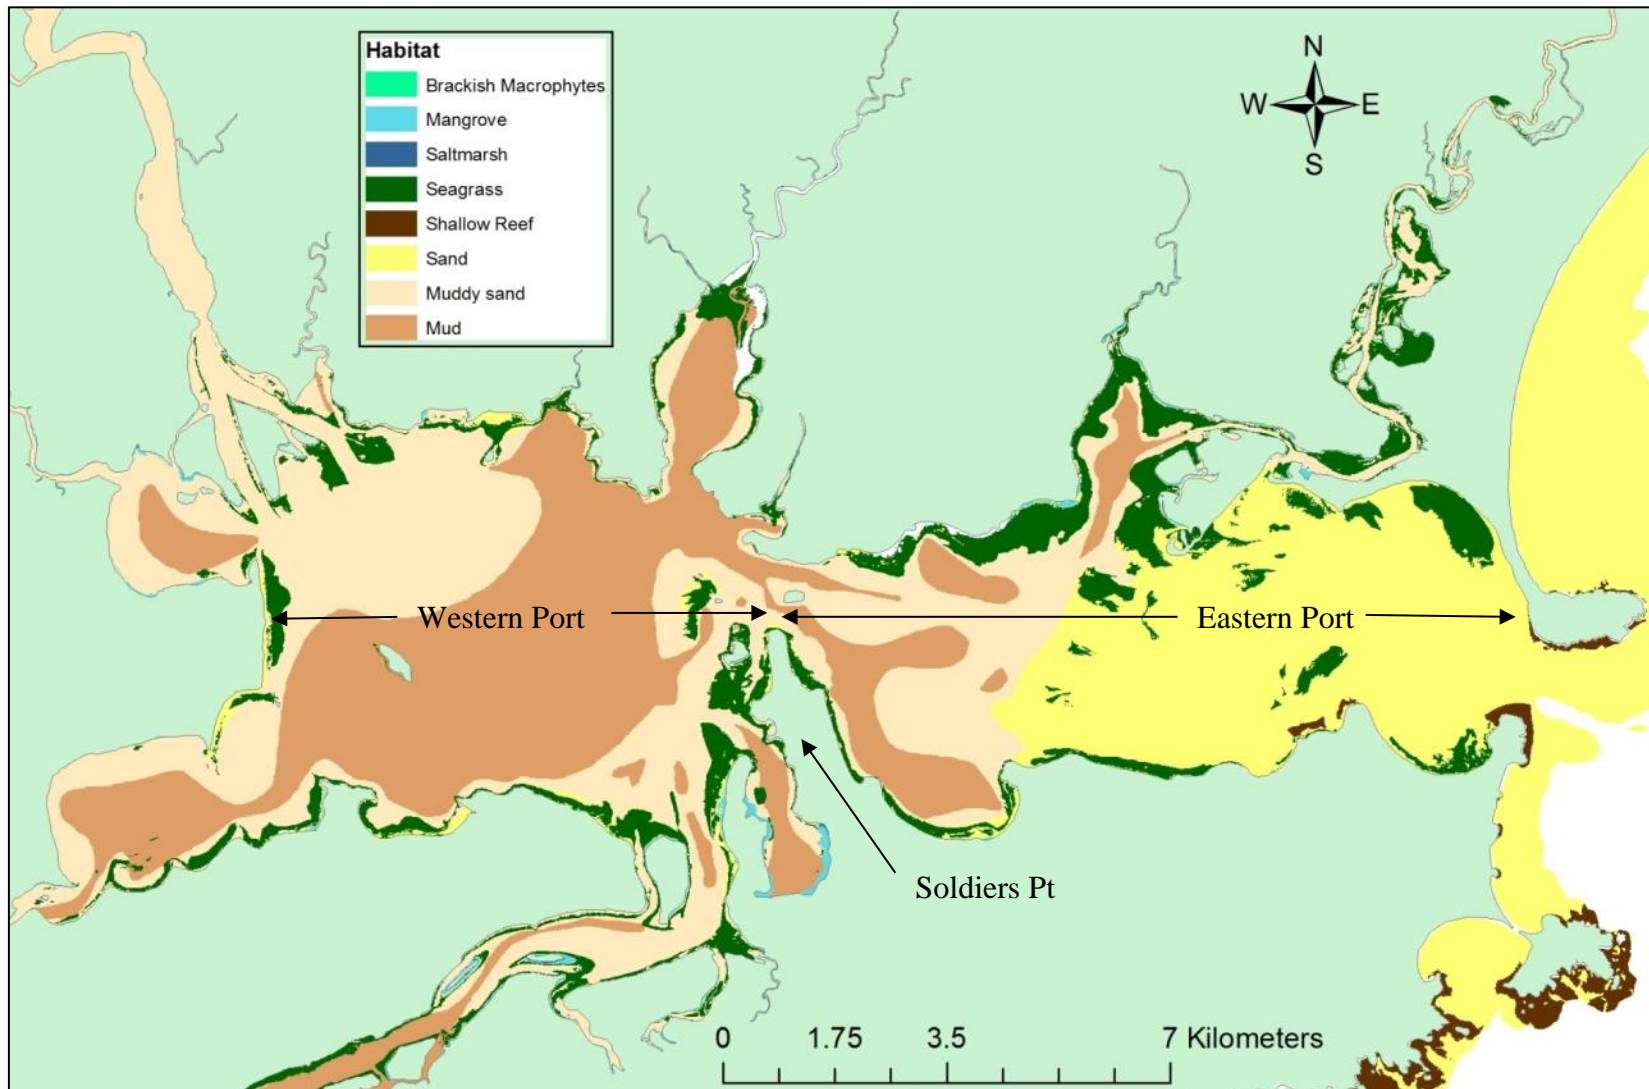 Habitat
Brackish Macrophytes
Mangrove
Saltmarsh
Seagrass
Shallow Reef
Sand
Muddy sand
Mud
N
W E
S
Western Port
Eastern Port
Soldiers Pt
0 1.75 3.5 7 Kilometers